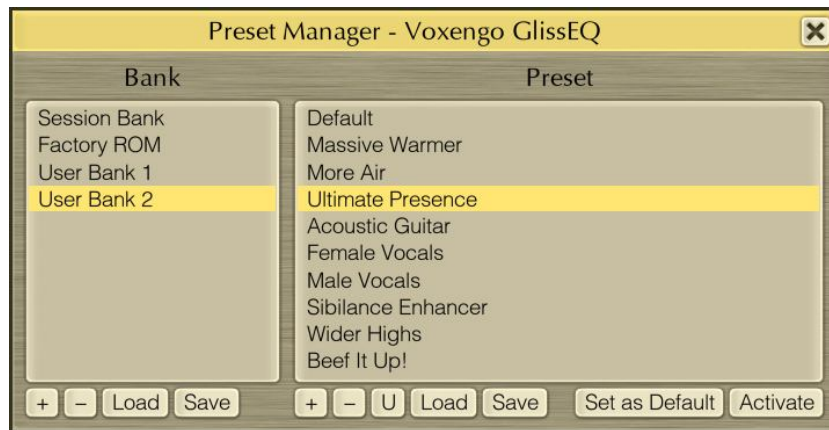 Preset Manager - Voxengo GlissEQ
Bank
Preset
Session Bank
Factory ROM
User Bank 1
User Bank 2
Default
Massive Warmer
More Air
Ultimate Presence
Acoustic Guitar
Female Vocals
Male Vocals
Sibilance Enhancer
Wider Highs
Beef It Up!
+ - Load Save
+ - U Load Save Set as Default Activate